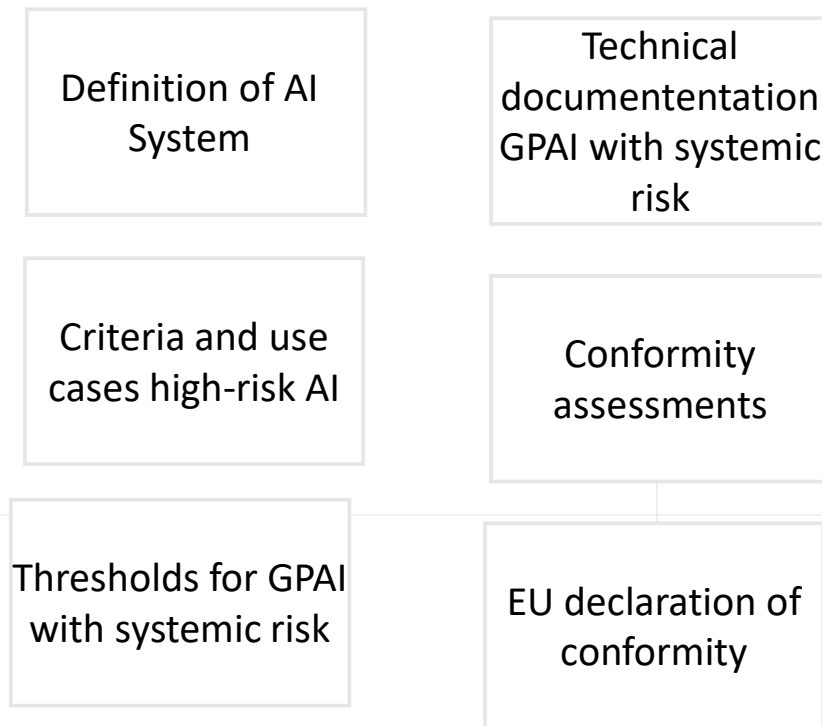 Definition of AI
System
Technical
documententation
GPAI with systemic
risk
Criteria and use
cases high-risk AI
Conformity
assessments
Thresholds for GPAI
with systemic risk
EU declaration of
conformity